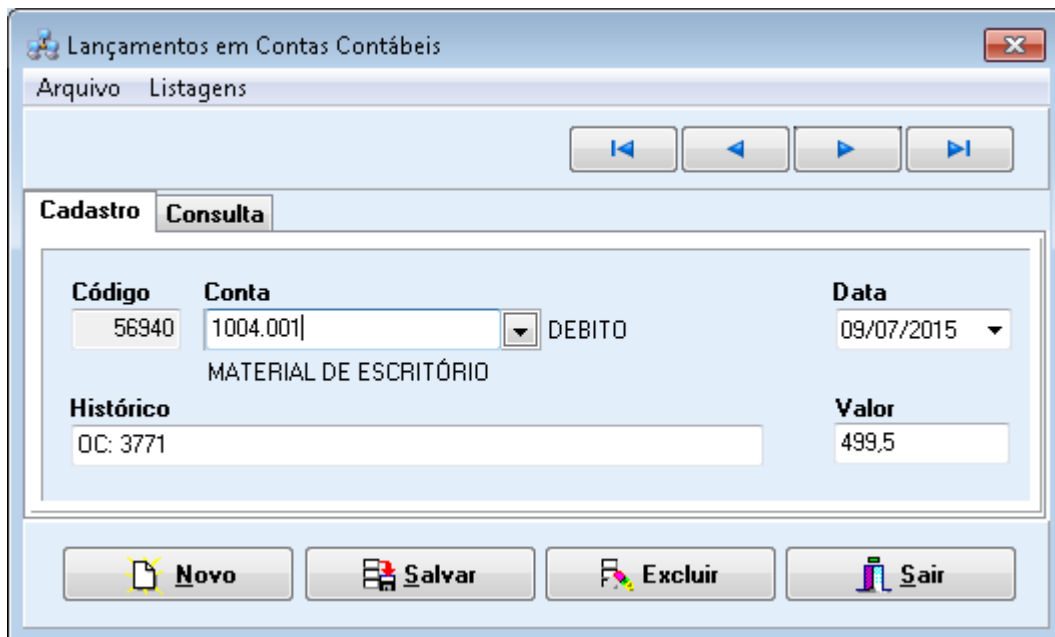 Lançamentos em Contas Contábeis
Arquivo Listagens
Cadastro Consulta
Código Conta Data
56940 1004.001 DEBITO 09/07/2015
MATERIAL DE ESCRITÓRIO
Histórico Valor
OC: 3771 499,5
Novo Salvar Excluir Sair